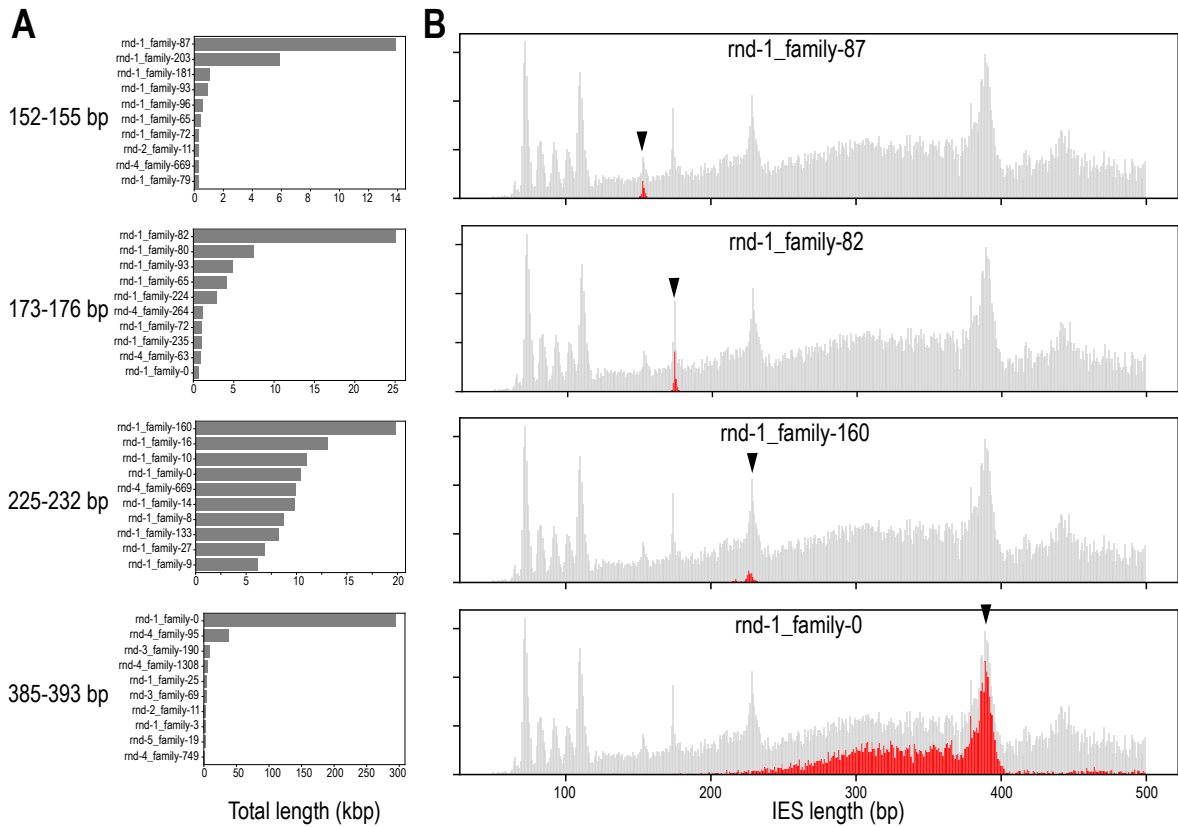 A
152-155 bp
rnd-1_family-87
rnd-1_family-203
rnd-1_family-181
rnd-1_family-93
rnd-1_family-96
rnd-1_family-65
rnd-1_family-72
rnd-2_family-11
rnd-4_family-669
rnd-1_family-79
0 2 4 6 8 10 12 14
173-176 bp
rnd-1_family-82
rnd-1_family-80
rnd-1_family-93
rnd-1_family-65
rnd-1_family-224
rnd-4_family-264
rnd-1_family-72
rnd-1_family-235
rnd-4_family-63
rnd-1_family-0
0 5 10 15 20 25
225-232 bp
rnd-1_family-160
rnd-1_family-16
rnd-1_family-10
rnd-1_family-0
rnd-4_family-669
rnd-1_family-14
rnd-1_family-8
rnd-1_family-133
rnd-1_family-27
rnd-1_family-9
0 5 10 15 20
385-393 bp
rnd-1_family-0
rnd-4_family-95
rnd-3_family-190
rnd-4_family-1308
rnd-1_family-25
rnd-3_family-69
rnd-2_family-11
rnd-1_family-3
rnd-5_family-19
rnd-4_family-749
0 50 100 150 200 250 300
Total length (kbp)
B
rnd-1_family-87
rnd-1_family-82
rnd-1_family-160
rnd-1_family-0
100 200 300 400 500
IES length (bp)